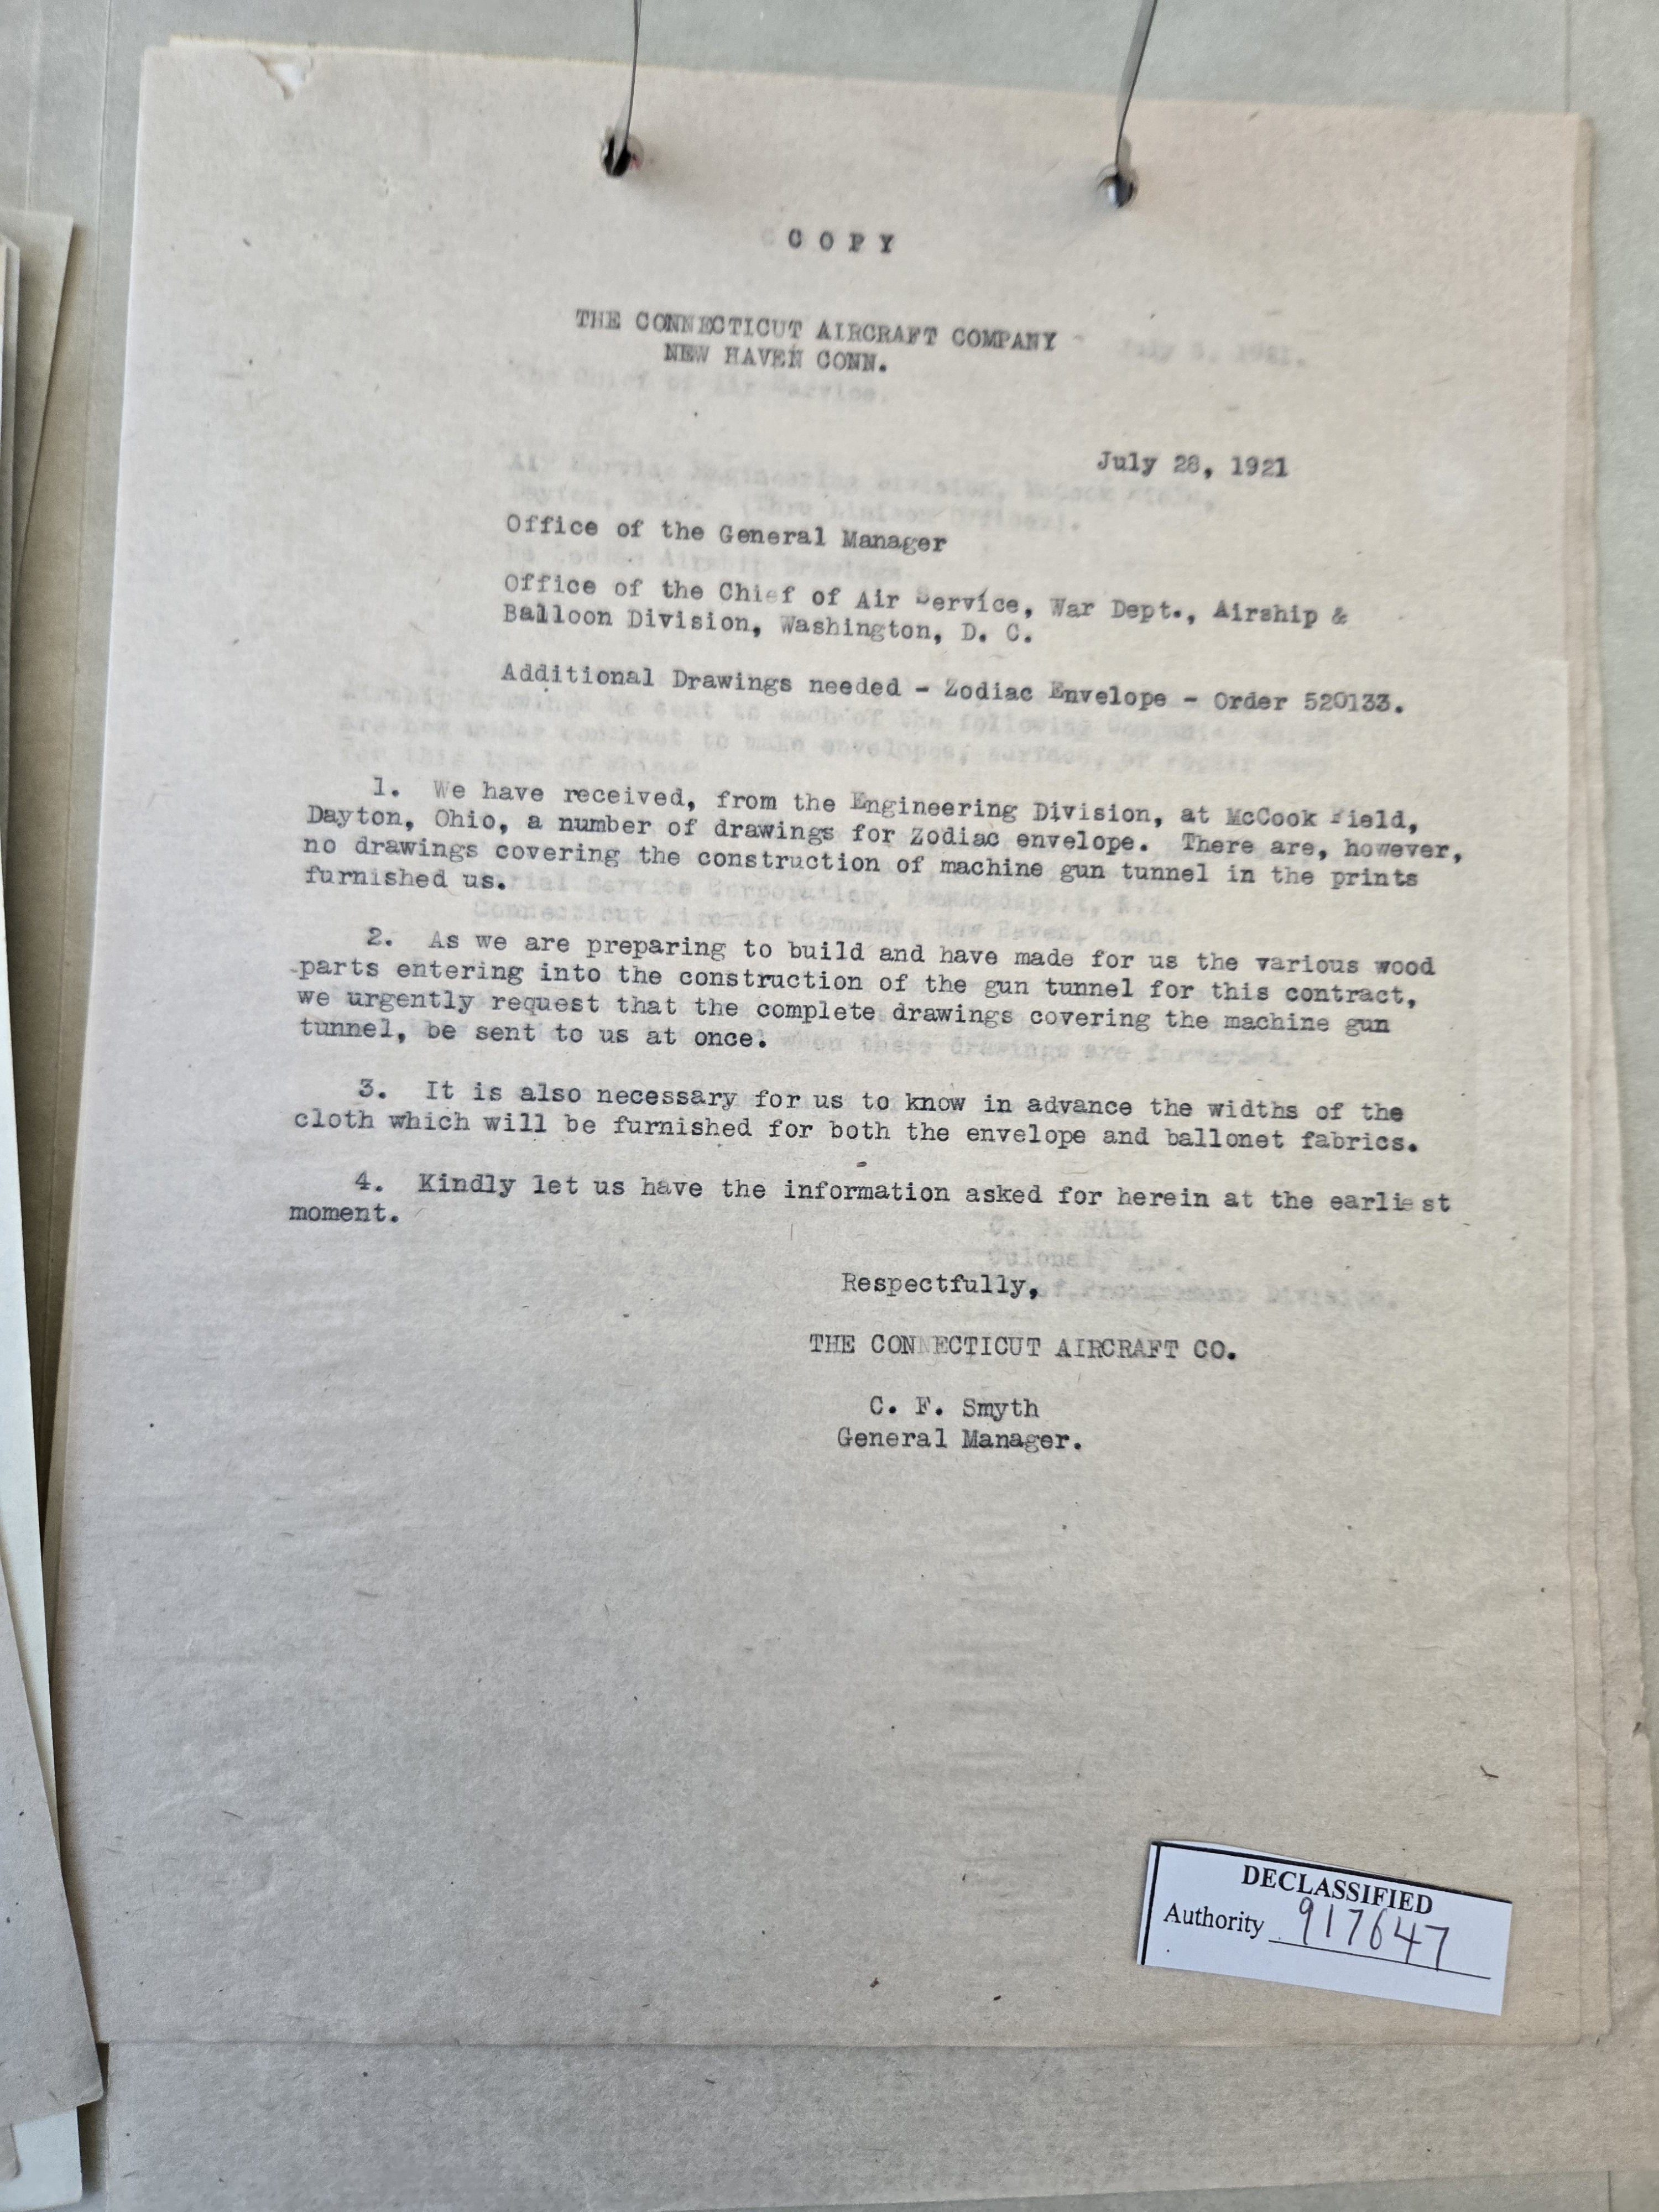 COPY
THE CONNECTICUT AIRCRAFT COMPANY
NEW HAVEN CONN.
July 28, 1921
Office of the General Manager
Office of the Chief of Air Service, War Dept., Airship &
Balloon Division, Washington, D. C.
Additional Drawings needed - Zodiac Envelope - Order 520133.
1. We have received, from the Engineering Division, at McCook Field,
Dayton, Ohio, a number of drawings for Zodiac envelope. There are, however,
no drawings covering the construction of machine gun tunnel in the prints
furnished us.
2. As we are preparing to build and have made for us the various wood
parts entering into the construction of the gun tunnel for this contract,
we urgently request that the complete drawings covering the machine gun
tunnel, be sent to us at once.
3. It is also necessary for us to know in advance the widths of the
cloth which will be furnished for both the envelope and ballonet fabrics.
4. Kindly let us have the information asked for herein at the earliest
moment.
Respectfully,
THE CONNECTICUT AIRCRAFT CO.
C. F. Smyth
General Manager.
DECLASSIFIED
Authority 917647